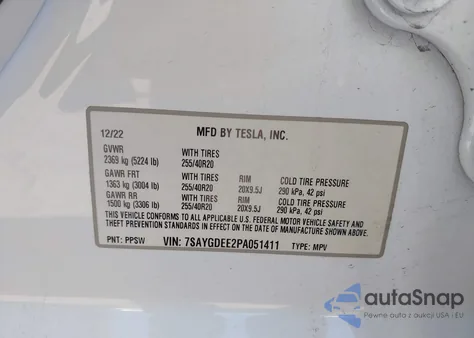 12/22 MFD BY TESLA, INC.
GVWR WITH TIRES
2369 kg (5224 lb) 255/40R20
GAWR FRT WITH TIRES RIM COLD TIRE PRESSURE
1363 kg (3004 lb) 255/40R20 20X9.5J 290 kPa, 42 psi
GAWR RR WITH TIRES RIM COLD TIRE PRESSURE
1500 kg (3306 lb) 255/40R20 20X9.5J 290 kPa, 42 psi
THIS VEHICLE CONFORMS TO ALL APPLICABLE U.S. FEDERAL MOTOR VEHICLE SAFETY AND
THEFT PREVENTION STANDARDS IN EFFECT ON THE DATE OF MANUFACTURE SHOWN ABOVE.
PNT: PPSW VIN: 7SAYGDEE2PA051411 TYPE: MPV
autoSnap
Pewne auto z USA i EU